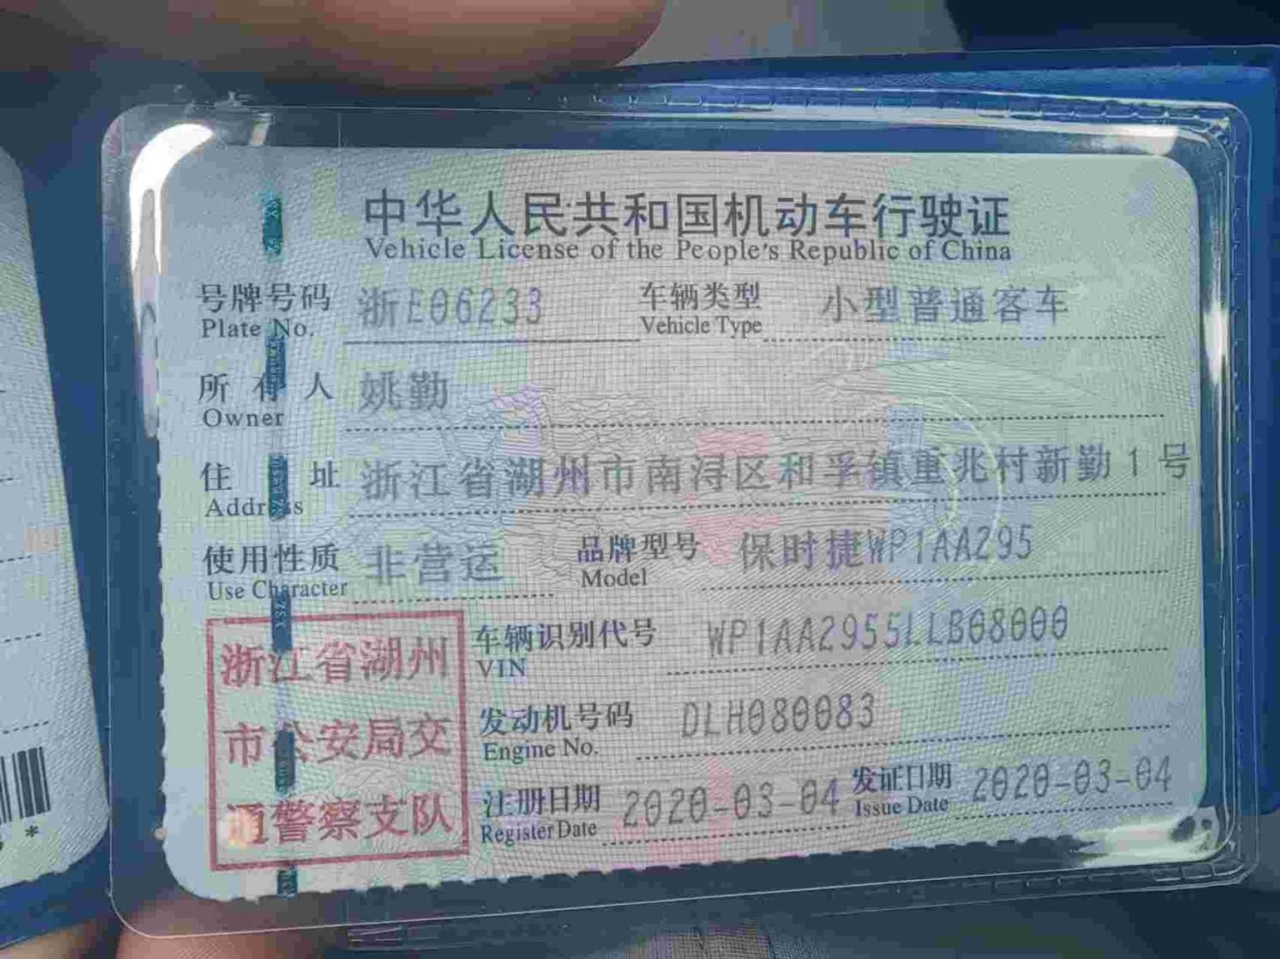 中华人民共和国机动车行驶证
Vehicle License of the People's Republic of China
号牌号码 浙E06233 车辆类型 小型普通客车
Plate No. Vehicle Type
所有人 姚勤
Owner
住址 浙江省湖州市南浔区和孚镇重兆村新勤1号
Address
使用性质 非营运 品牌型号 保时捷WP1AA295
Use Character Model
浙江省湖州
市公安局交
通警察支队
车辆识别代号 WP1AA2955LLB08000
VIN
发动机号码 DLH080083
Engine No.
注册日期 2020-03-04 发证日期 2020-03-04
Register Date Issue Date
*